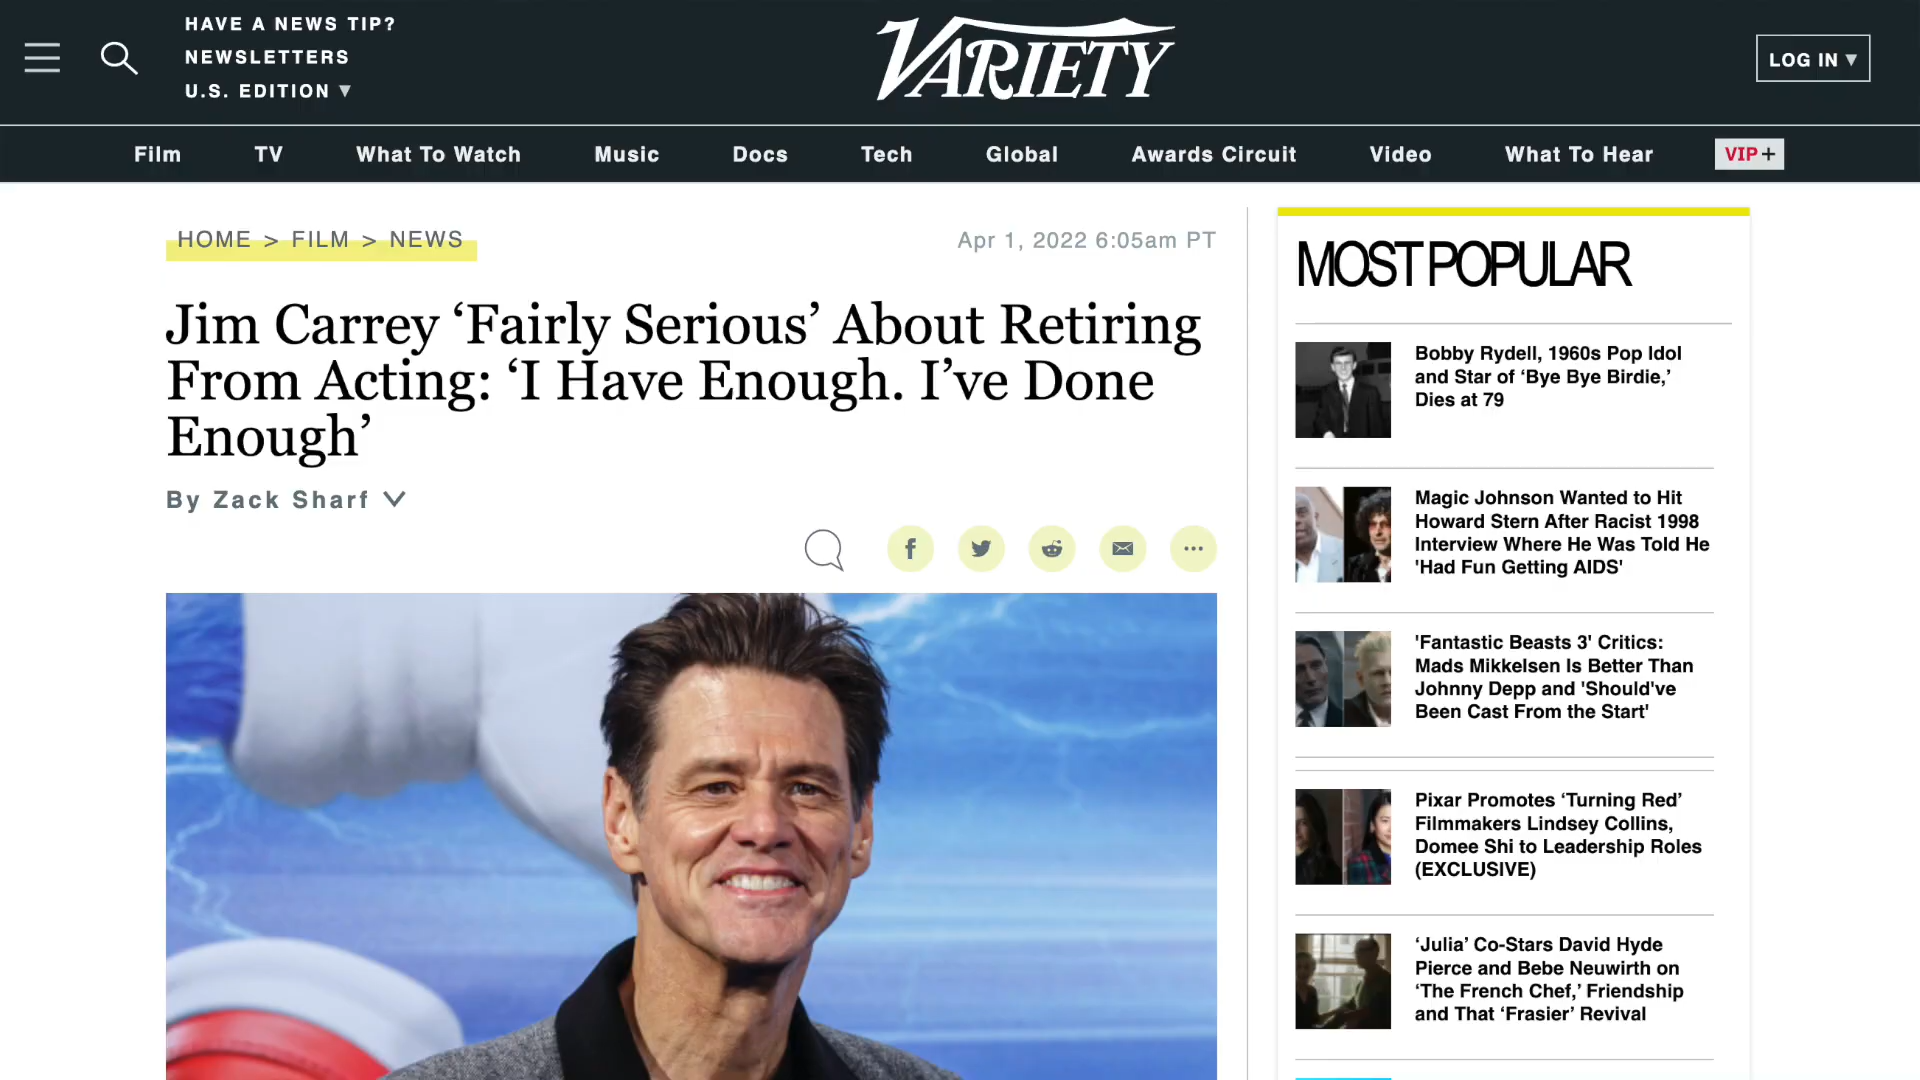 HAVE A NEWS TIP?
NEWSLETTERS
U.S. EDITION ▼
VARIETY
LOG IN ▼
Film TV What To Watch Music Docs Tech Global Awards Circuit Video What To Hear VIP+
HOME > FILM > NEWS
Apr 1, 2022 6:05am PT
Jim Carrey ‘Fairly Serious’ About Retiring
From Acting: ‘I Have Enough. I’ve Done
Enough’
By Zack Sharf
MOST POPULAR
Bobby Rydell, 1960s Pop Idol
and Star of ‘Bye Bye Birdie,’
Dies at 79
Magic Johnson Wanted to Hit
Howard Stern After Racist 1998
Interview Where He Was Told He
'Had Fun Getting AIDS'
'Fantastic Beasts 3' Critics:
Mads Mikkelsen Is Better Than
Johnny Depp and 'Should've
Been Cast From the Start'
Pixar Promotes ‘Turning Red’
Filmmakers Lindsey Collins,
Domee Shi to Leadership Roles
(EXCLUSIVE)
‘Julia’ Co-Stars David Hyde
Pierce and Bebe Neuwirth on
‘The French Chef,’ Friendship
and That ‘Frasier’ Revival